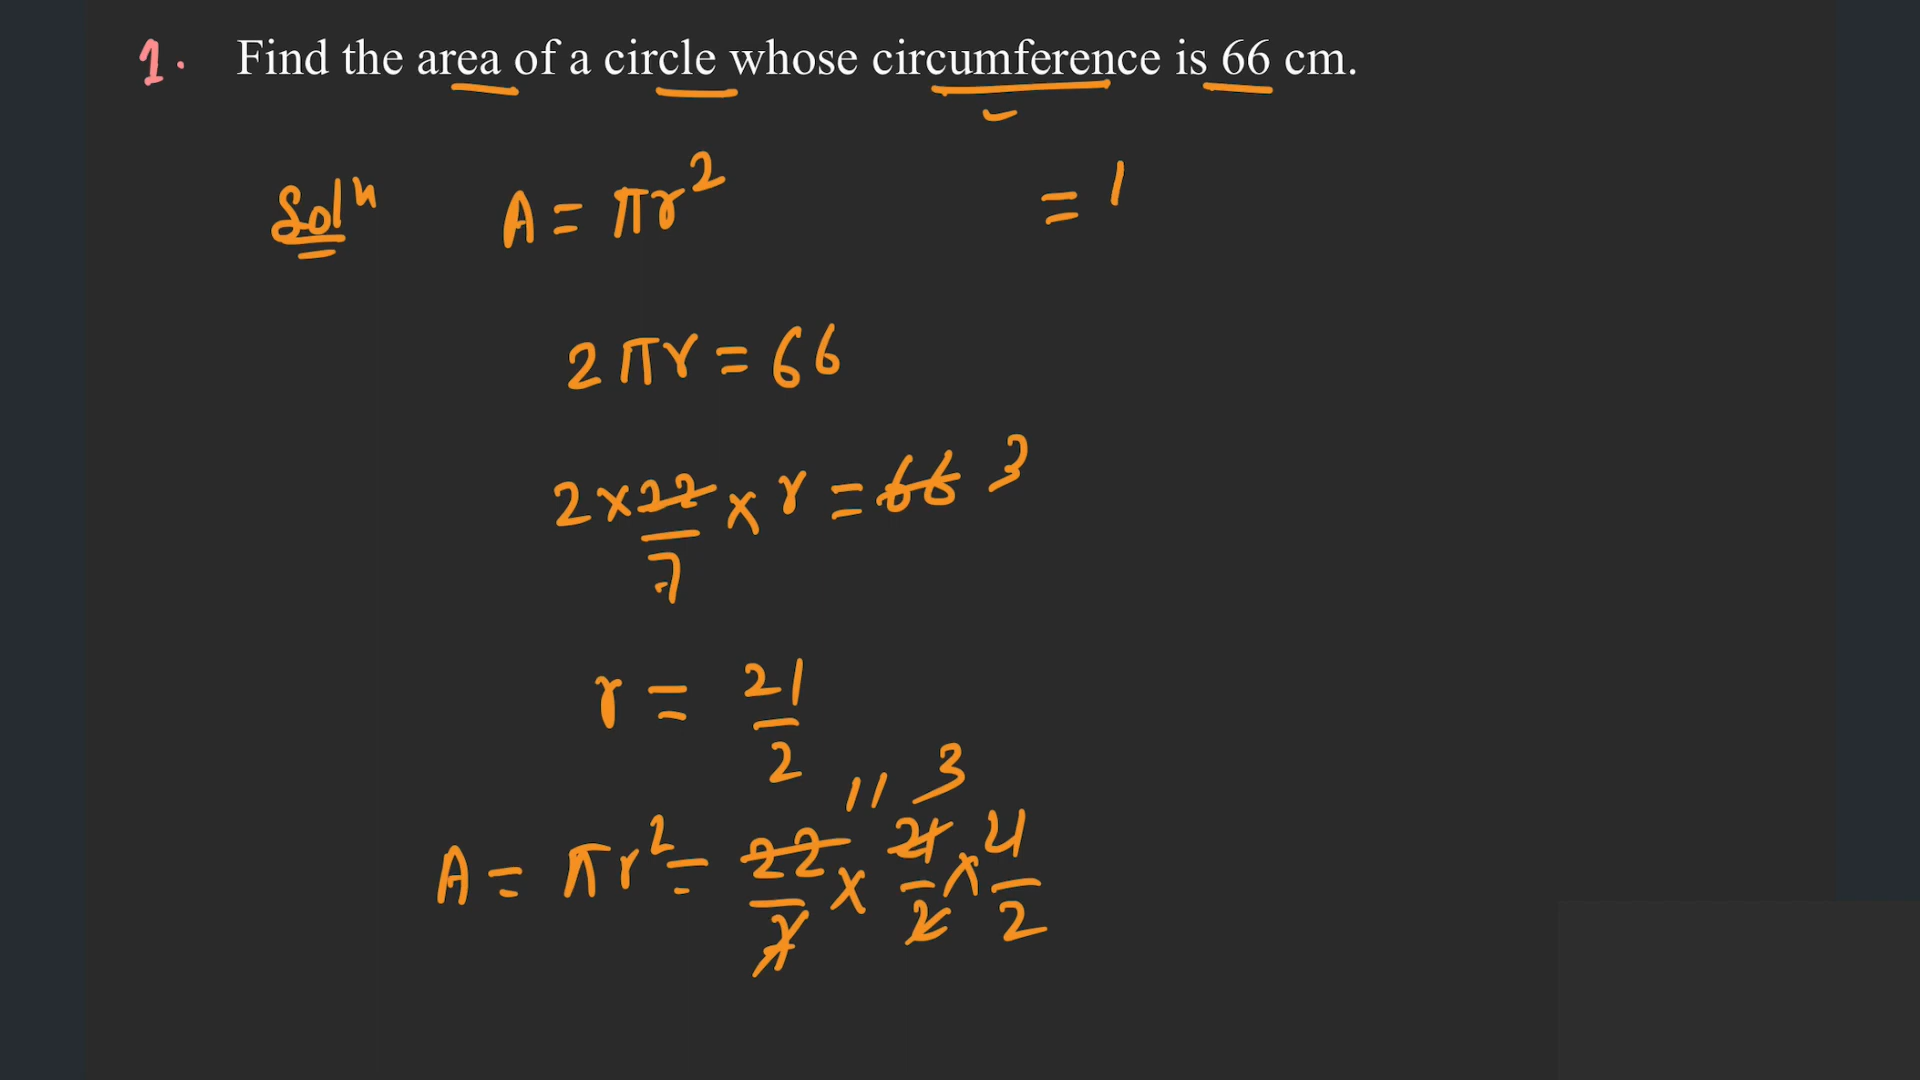 1. Find the area of a circle whose circumference is 66 cm.
Solⁿ A = πr² = 1
2πr = 66
2 × 22/7 × r = 66 3
r = 21/2
11 3
A = πr² = 22/7 × 21/2 × 21/2